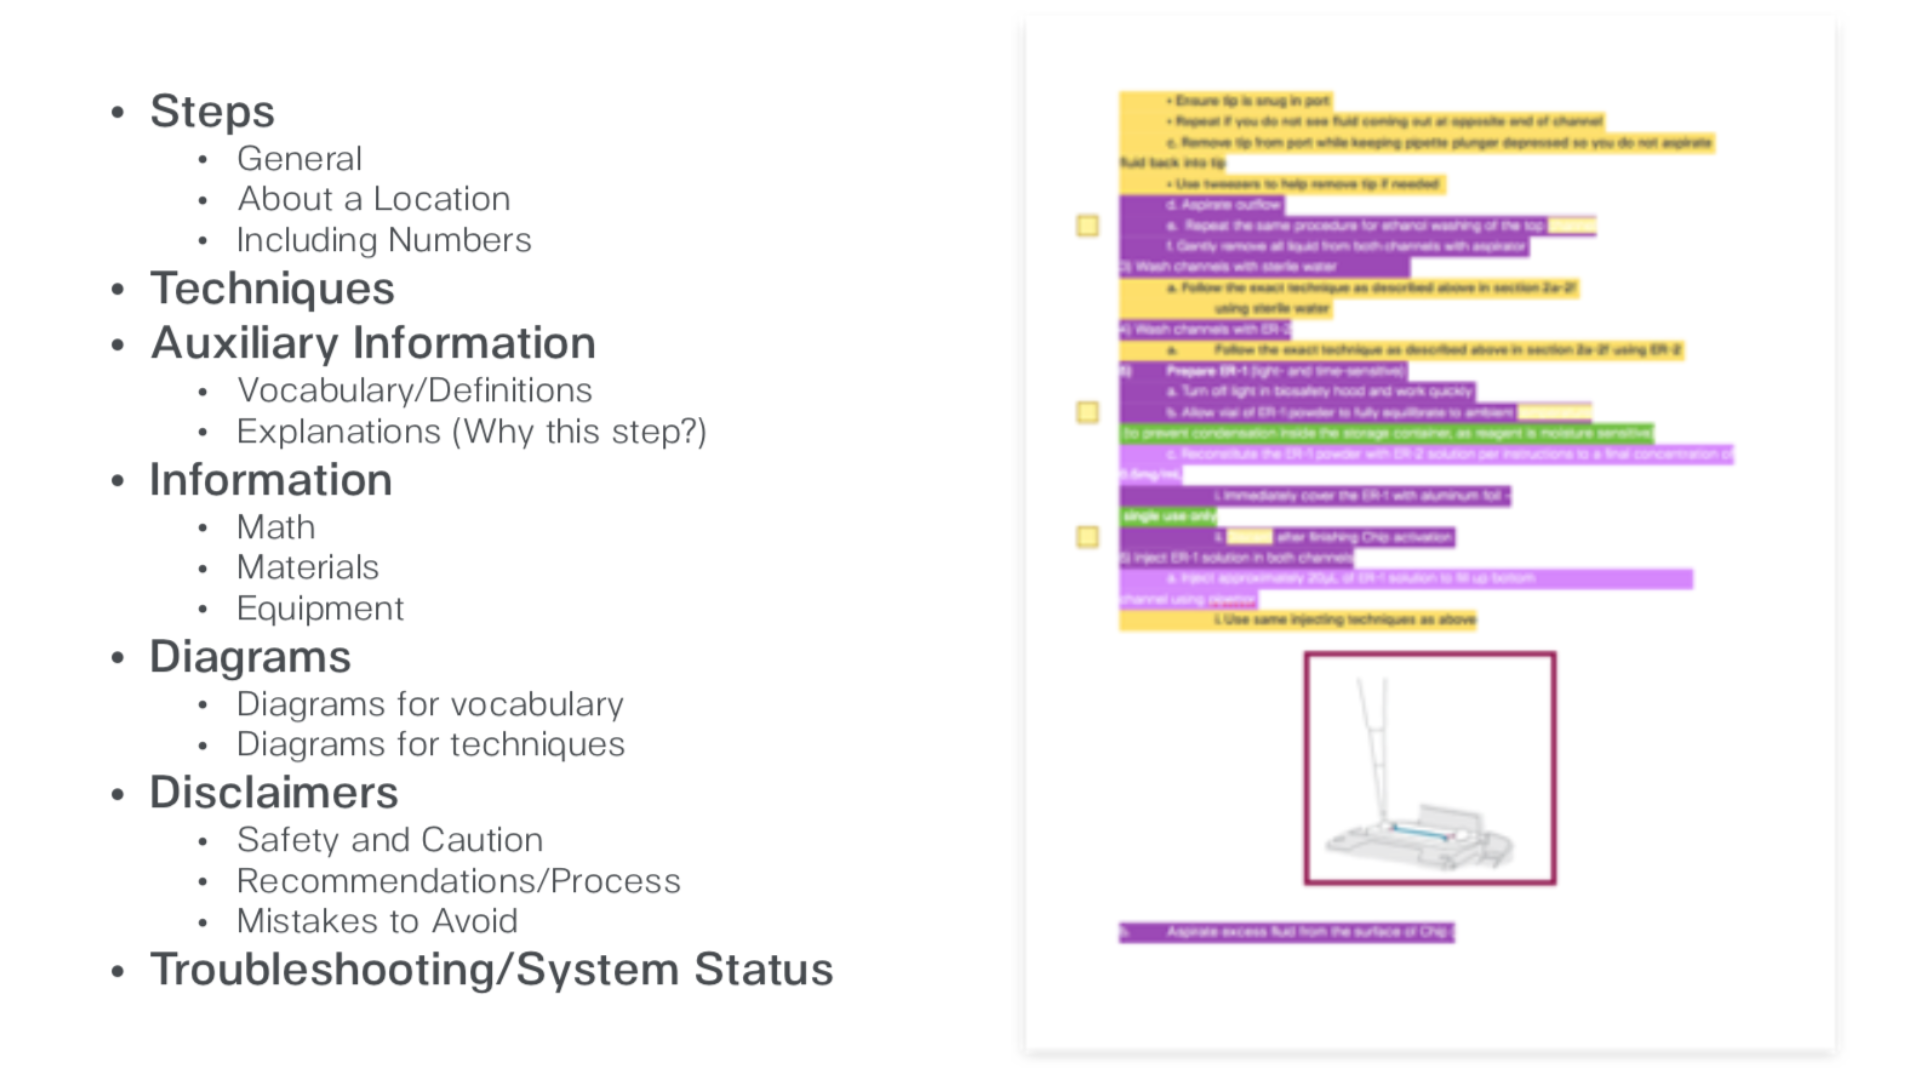 • Steps
• General
• About a Location
• Including Numbers
• Techniques
• Auxiliary Information
• Vocabulary/Definitions
• Explanations (Why this step?)
• Information
• Math
• Materials
• Equipment
• Diagrams
• Diagrams for vocabulary
• Diagrams for techniques
• Disclaimers
• Safety and Caution
• Recommendations/Process
• Mistakes to Avoid
• Troubleshooting/System Status
• Ensure tip is snug in port
• Repeat if you do not see fluid coming out at opposite end of channel
c. Remove tip from port while keeping pipette plunger depressed so you do not aspirate
fluid back into tip
• Use tweezers to help remove tip if needed
d. Aspirate outflow
e. Repeat the same procedure for ethanol washing of the top
f. Gently remove all liquid from both channels with aspirator
3) Wash channels with sterile water
a. Follow the exact technique as described above in section 2a-2f
using sterile water
4) Wash channels with ER-2
a. Follow the exact technique as described above in section 2a-2f using ER-2
Prepare ER-1 (light- and time-sensitive)
a. Turn off light in biosafety hood and work quickly
b. Allow vial of ER-1 powder to fully equilibrate to ambient
(to prevent condensation inside the storage container, as reagent is moisture sensitive)
c. Reconstitute the ER-1 powder with ER-2 solution per instructions to a final concentration of
0.5mg/mL
i. Immediately cover the ER-1 with aluminum foil -
single use only
after finishing Chip activation
Inject ER-1 solution in both channels
a. Inject approximately 20µL of ER-1 solution to fill up bottom
channel using pipettor
i. Use same injecting techniques as above
Aspirate excess fluid from the surface of Chip